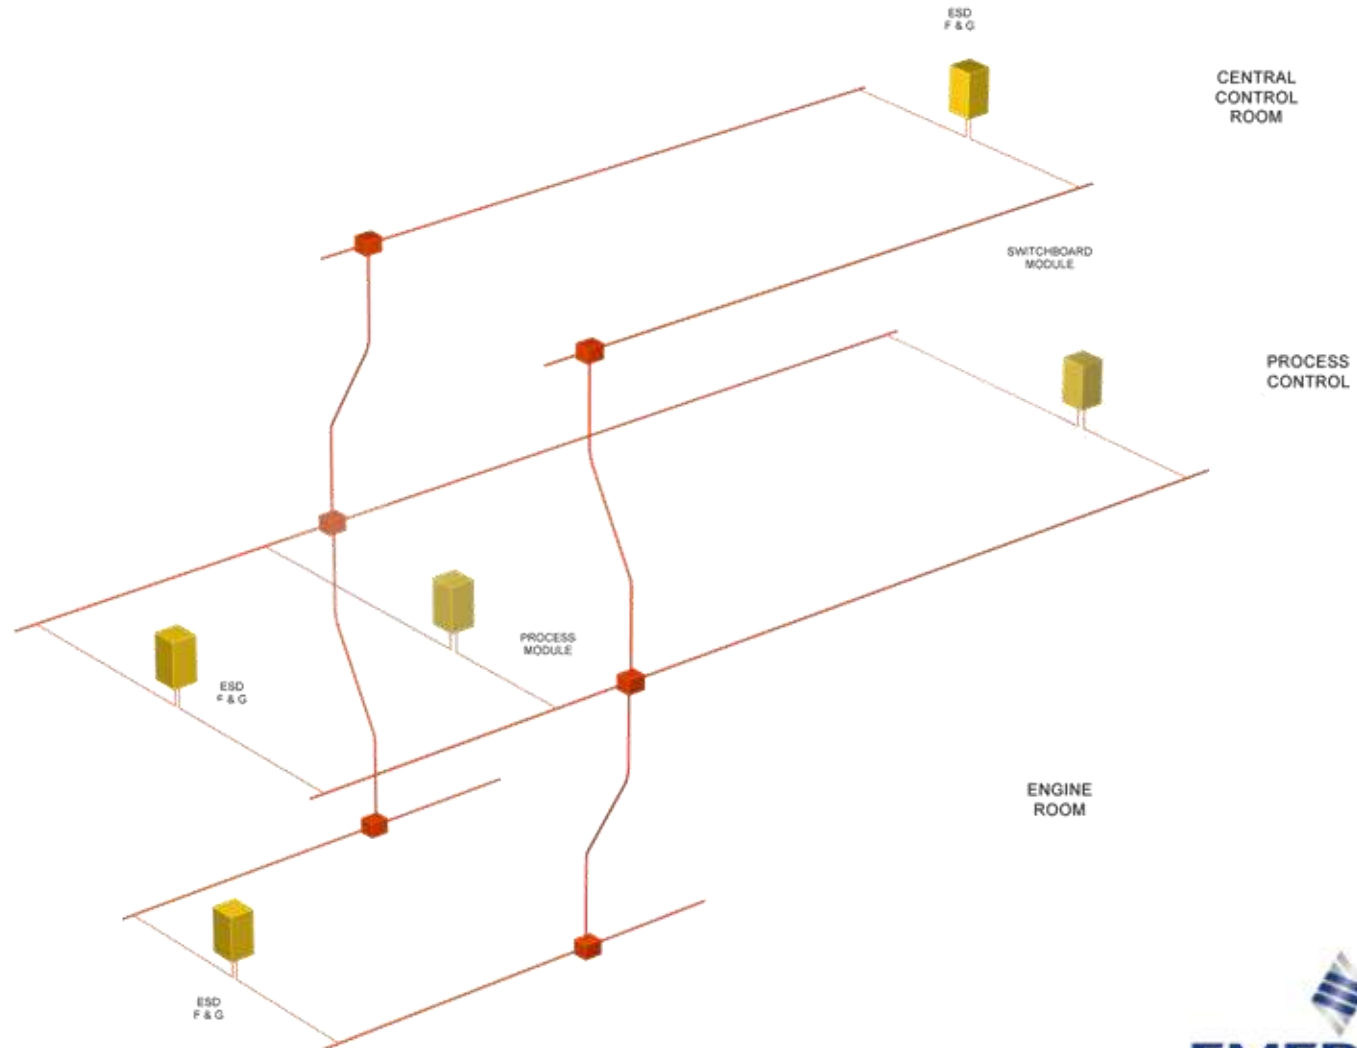 ESD
F & G
CENTRAL
CONTROL
ROOM
SWITCHBOARD
MODULE
PROCESS
CONTROL
PROCESS
MODULE
ESD
F & G
ENGINE
ROOM
ESD
F & G